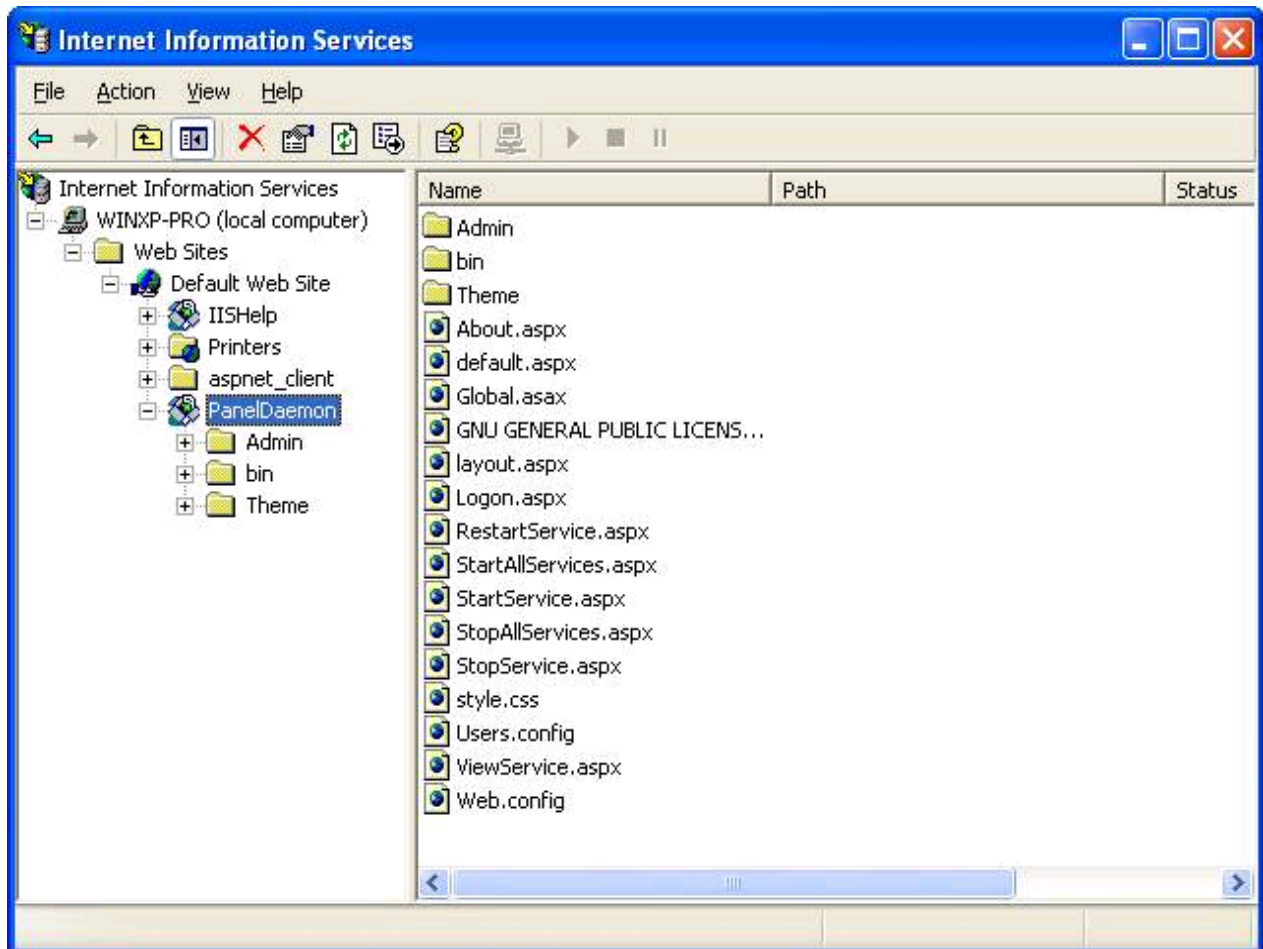 Internet Information Services
File Action View Help
Internet Information Services
WINXP-PRO (local computer)
Web Sites
Default Web Site
IISHelp
Printers
aspnet_client
PanelDaemon
Admin
bin
Theme
Name Path Status
Admin
bin
Theme
About.aspx
default.aspx
Global.asax
GNU GENERAL PUBLIC LICENS...
layout.aspx
Logon.aspx
RestartService.aspx
StartAllServices.aspx
StartService.aspx
StopAllServices.aspx
StopService.aspx
style.css
Users.config
ViewService.aspx
Web.config